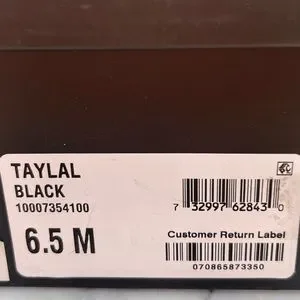 TAYLAL
BLACK
10007354100
7 32997 62843 0
6.5 M
Customer Return Label
070865873350